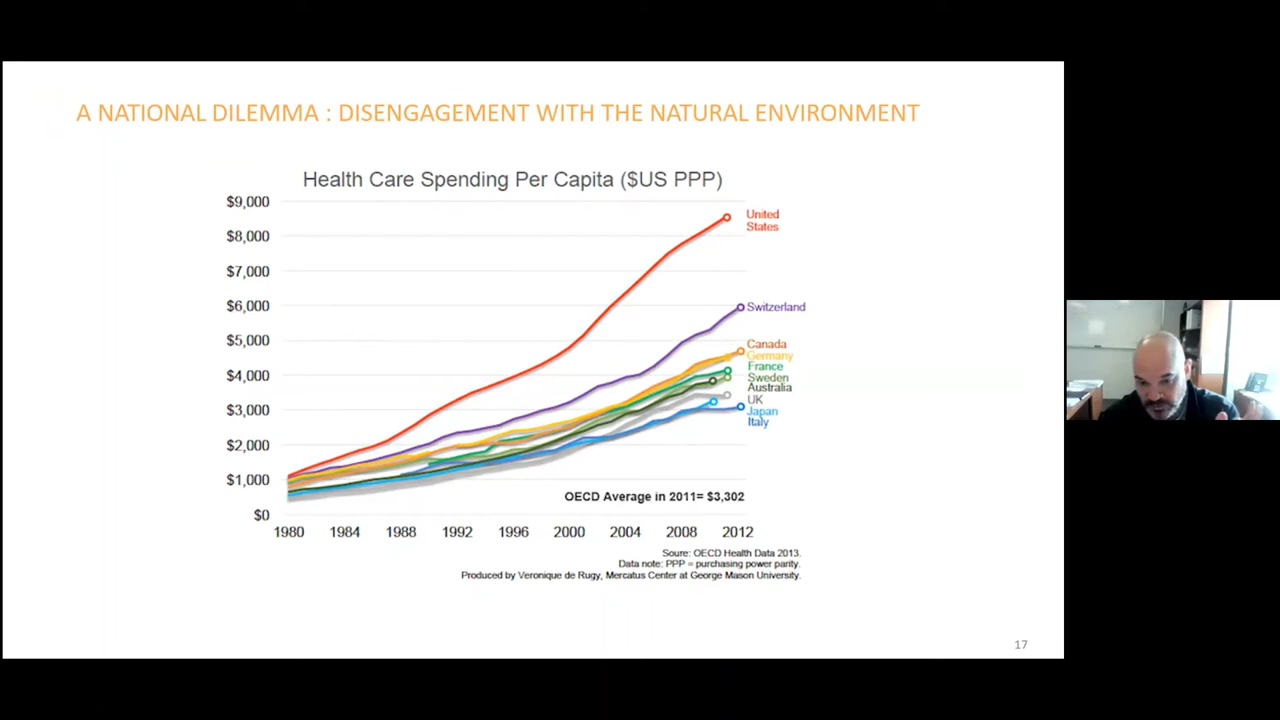 A NATIONAL DILEMMA : DISENGAGEMENT WITH THE NATURAL ENVIRONMENT
Health Care Spending Per Capita ($US PPP)
$9,000
$8,000
$7,000
$6,000
$5,000
$4,000
$3,000
$2,000
$1,000
$0
United
States
Switzerland
Canada
Germany
France
Sweden
Australia
UK
Japan
Italy
OECD Average in 2011= $3,302
1980 1984 1988 1992 1996 2000 2004 2008 2012
Soure: OECD Health Data 2013.
Data note: PPP = purchasing power parity.
Produced by Veronique de Rugy, Mercatus Center at George Mason University.
17